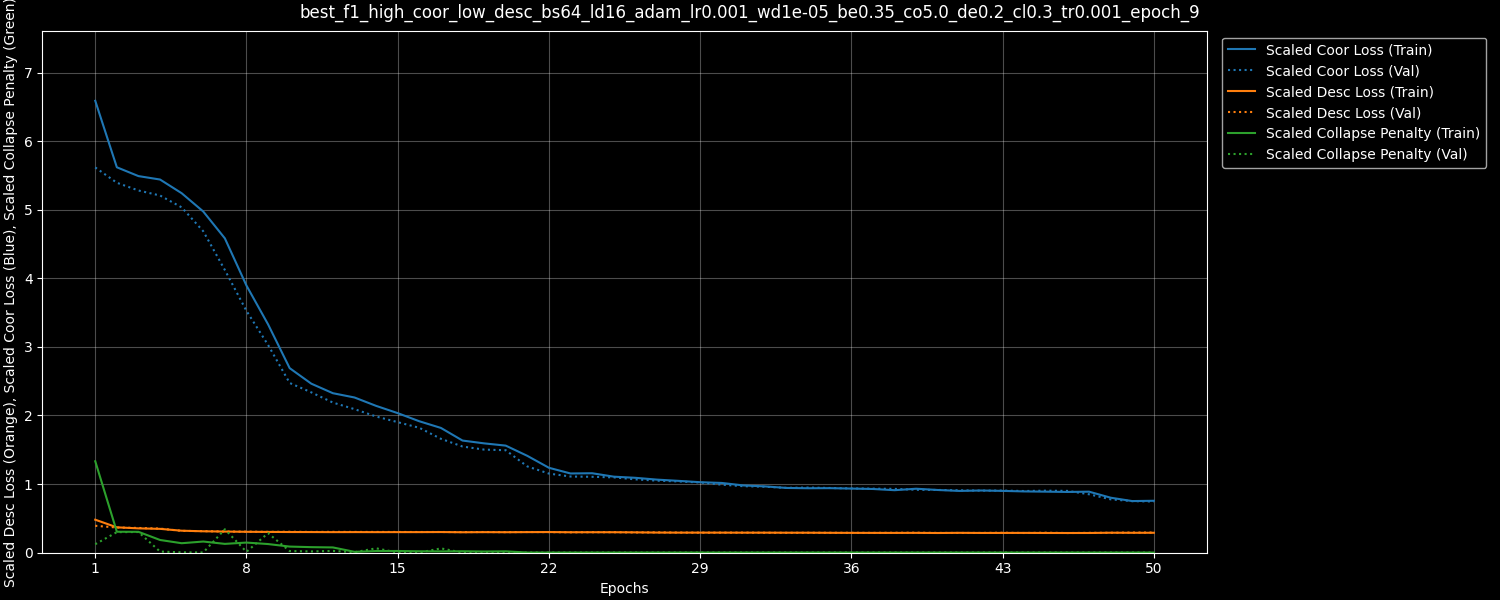 best_f1_high_coor_low_desc_bs64_ld16_adam_lr0.001_wd1e-05_be0.35_co5.0_de0.2_cl0.3_tr0.001_epoch_9
Scaled Desc Loss (Orange), Scaled Coor Loss (Blue), Scaled Collapse Penalty (Green)
7
6
5
4
3
2
1
0
1 8 15 22 29 36 43 50
Epochs
Scaled Coor Loss (Train)
Scaled Coor Loss (Val)
Scaled Desc Loss (Train)
Scaled Desc Loss (Val)
Scaled Collapse Penalty (Train)
Scaled Collapse Penalty (Val)